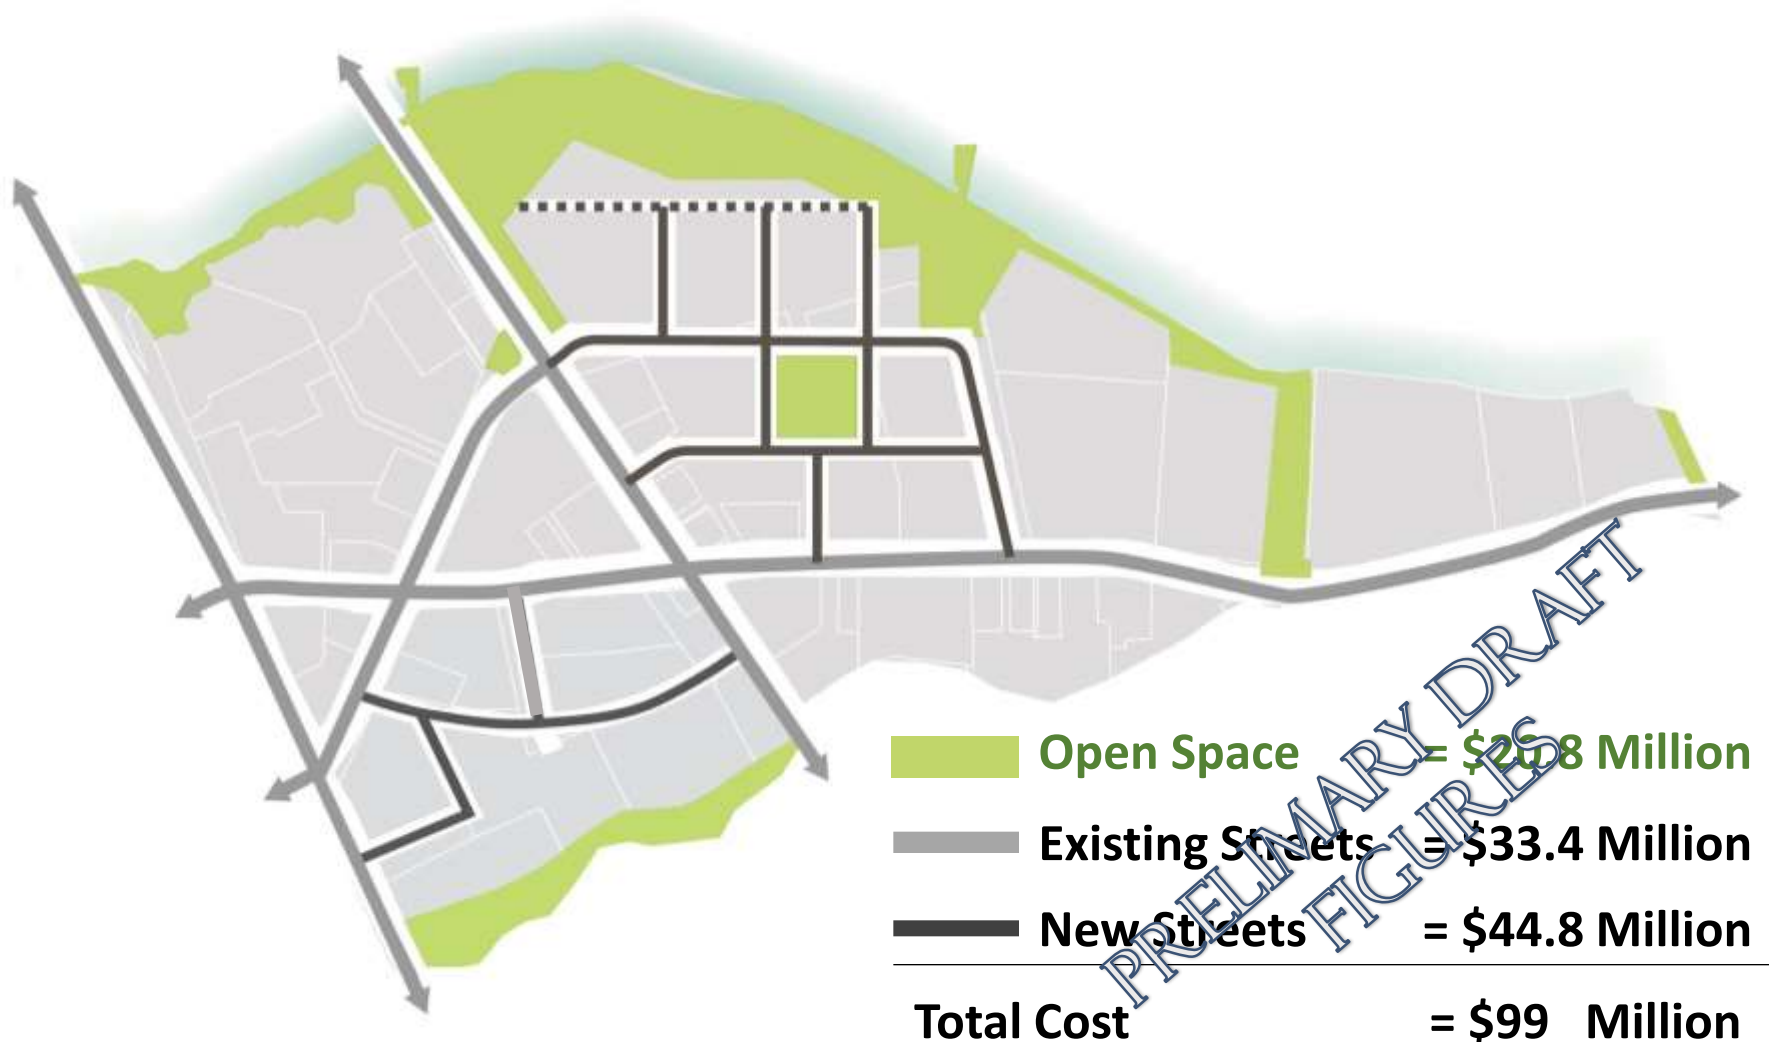 Open Space = $20.8 Million
Existing Streets = $33.4 Million
New Streets = $44.8 Million
Total Cost = $99 Million
PRELIMARY DRAFT
FIGURES